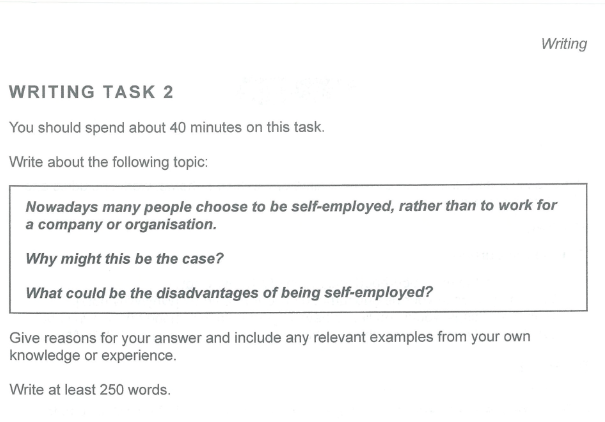 Writing
WRITING TASK 2
You should spend about 40 minutes on this task.
Write about the following topic:
Nowadays many people choose to be self-employed, rather than to work for
a company or organisation.
Why might this be the case?
What could be the disadvantages of being self-employed?
Give reasons for your answer and include any relevant examples from your own
knowledge or experience.
Write at least 250 words.